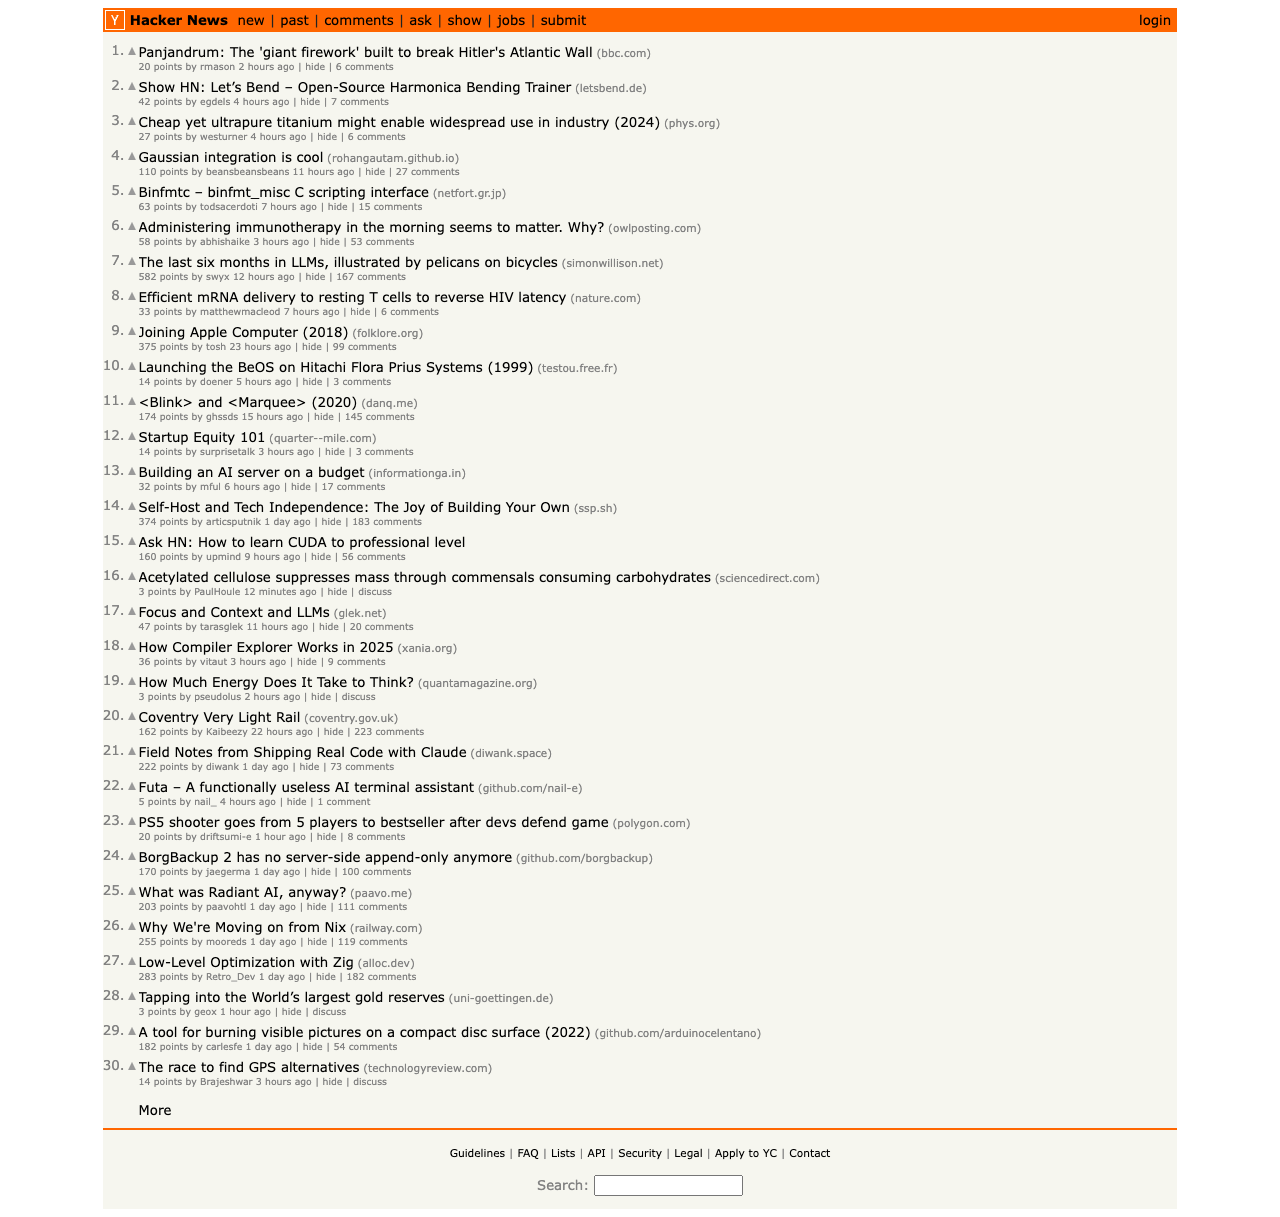 Y Hacker News new | past | comments | ask | show | jobs | submit login
1. ▲ Panjandrum: The 'giant firework' built to break Hitler's Atlantic Wall (bbc.com)
20 points by rmason 2 hours ago | hide | 6 comments
2. ▲ Show HN: Let’s Bend – Open-Source Harmonica Bending Trainer (letsbend.de)
42 points by egdels 4 hours ago | hide | 7 comments
3. ▲ Cheap yet ultrapure titanium might enable widespread use in industry (2024) (phys.org)
27 points by westurner 4 hours ago | hide | 6 comments
4. ▲ Gaussian integration is cool (rohangautam.github.io)
110 points by beansbeansbeans 11 hours ago | hide | 27 comments
5. ▲ Binfmtc – binfmt_misc C scripting interface (netfort.gr.jp)
63 points by todsacerdoti 7 hours ago | hide | 15 comments
6. ▲ Administering immunotherapy in the morning seems to matter. Why? (owlposting.com)
58 points by abhishaike 3 hours ago | hide | 53 comments
7. ▲ The last six months in LLMs, illustrated by pelicans on bicycles (simonwillison.net)
582 points by swyx 12 hours ago | hide | 167 comments
8. ▲ Efficient mRNA delivery to resting T cells to reverse HIV latency (nature.com)
33 points by matthewmacleod 7 hours ago | hide | 6 comments
9. ▲ Joining Apple Computer (2018) (folklore.org)
375 points by tosh 23 hours ago | hide | 99 comments
10. ▲ Launching the BeOS on Hitachi Flora Prius Systems (1999) (testou.free.fr)
14 points by doener 5 hours ago | hide | 3 comments
11. ▲ <Blink> and <Marquee> (2020) (danq.me)
174 points by ghssds 15 hours ago | hide | 145 comments
12. ▲ Startup Equity 101 (quarter--mile.com)
14 points by surprisetalk 3 hours ago | hide | 3 comments
13. ▲ Building an AI server on a budget (informationga.in)
32 points by mful 6 hours ago | hide | 17 comments
14. ▲ Self-Host and Tech Independence: The Joy of Building Your Own (ssp.sh)
374 points by articsputnik 1 day ago | hide | 183 comments
15. ▲ Ask HN: How to learn CUDA to professional level
160 points by upmind 9 hours ago | hide | 56 comments
16. ▲ Acetylated cellulose suppresses mass through commensals consuming carbohydrates (sciencedirect.com)
3 points by PaulHoule 12 minutes ago | hide | discuss
17. ▲ Focus and Context and LLMs (glek.net)
47 points by tarasglek 11 hours ago | hide | 20 comments
18. ▲ How Compiler Explorer Works in 2025 (xania.org)
36 points by vitaut 3 hours ago | hide | 9 comments
19. ▲ How Much Energy Does It Take to Think? (quantamagazine.org)
3 points by pseudolus 2 hours ago | hide | discuss
20. ▲ Coventry Very Light Rail (coventry.gov.uk)
162 points by Kaibeezy 22 hours ago | hide | 223 comments
21. ▲ Field Notes from Shipping Real Code with Claude (diwank.space)
222 points by diwank 1 day ago | hide | 73 comments
22. ▲ Futa – A functionally useless AI terminal assistant (github.com/nail-e)
5 points by nail_ 4 hours ago | hide | 1 comment
23. ▲ PS5 shooter goes from 5 players to bestseller after devs defend game (polygon.com)
20 points by driftsumi-e 1 hour ago | hide | 8 comments
24. ▲ BorgBackup 2 has no server-side append-only anymore (github.com/borgbackup)
170 points by jaegerma 1 day ago | hide | 100 comments
25. ▲ What was Radiant AI, anyway? (paavo.me)
203 points by paavohtl 1 day ago | hide | 111 comments
26. ▲ Why We're Moving on from Nix (railway.com)
255 points by mooreds 1 day ago | hide | 119 comments
27. ▲ Low-Level Optimization with Zig (alloc.dev)
283 points by Retro_Dev 1 day ago | hide | 182 comments
28. ▲ Tapping into the World’s largest gold reserves (uni-goettingen.de)
3 points by geox 1 hour ago | hide | discuss
29. ▲ A tool for burning visible pictures on a compact disc surface (2022) (github.com/arduinocelentano)
182 points by carlesfe 1 day ago | hide | 54 comments
30. ▲ The race to find GPS alternatives (technologyreview.com)
14 points by Brajeshwar 3 hours ago | hide | discuss
More
Guidelines | FAQ | Lists | API | Security | Legal | Apply to YC | Contact
Search: